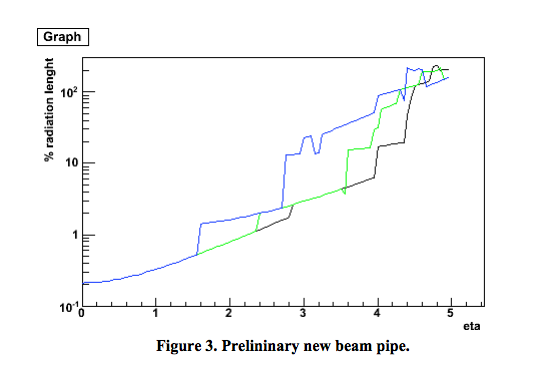 Graph
% radiation lenght
10²
10
1
10⁻¹
0 1 2 3 4 5
eta
Figure 3. Prelininary new beam pipe.